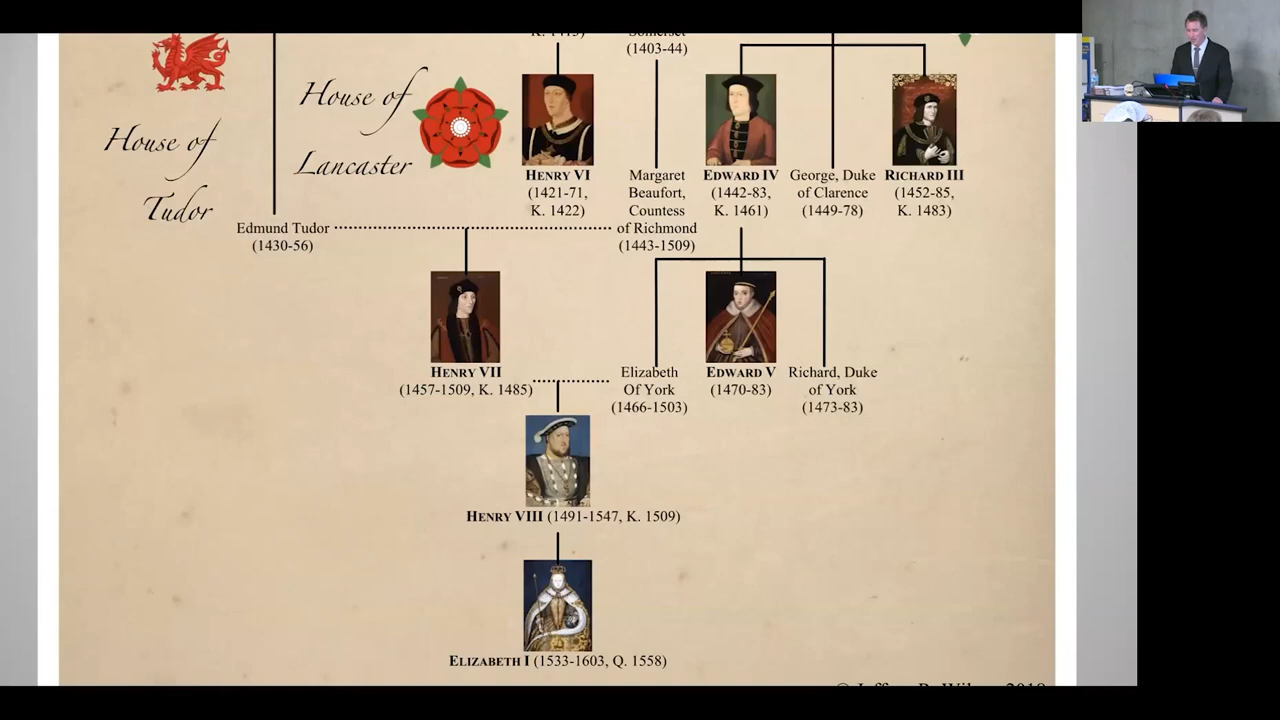 K. 1413)
Somerset
(1403-44)
House of
Lancaster
House of
Tudor
HENRY VI
(1421-71,
K. 1422)
Margaret
Beaufort,
Countess
of Richmond
(1443-1509)
EDWARD IV
(1442-83,
K. 1461)
George, Duke
of Clarence
(1449-78)
RICHARD III
(1452-85,
K. 1483)
Edmund Tudor
(1430-56)
HENRY VII
(1457-1509, K. 1485)
Elizabeth
Of York
(1466-1503)
EDWARD V
(1470-83)
Richard, Duke
of York
(1473-83)
HENRY VIII (1491-1547, K. 1509)
ELIZABETH I (1533-1603, Q. 1558)